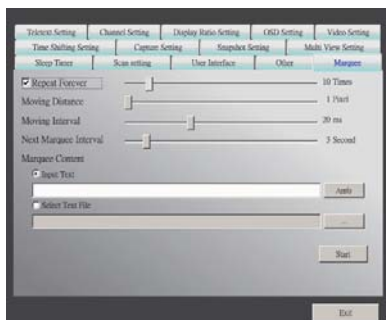 Teletext Setting Channel Setting Display Ratio Setting OSD Setting Video Setting
Time Shifting Setting Capture Setting Snapshot Setting Multi View Setting
Sleep Timer Scan setting User Interface Other Marquee
Repeat Forever 10 Times
Moving Distance 1 Pixel
Moving Interval 20 ms
Next Marquee Interval 3 Second
Marquee Content
Input Text
Apply
Select Text File
...
Start
Exit